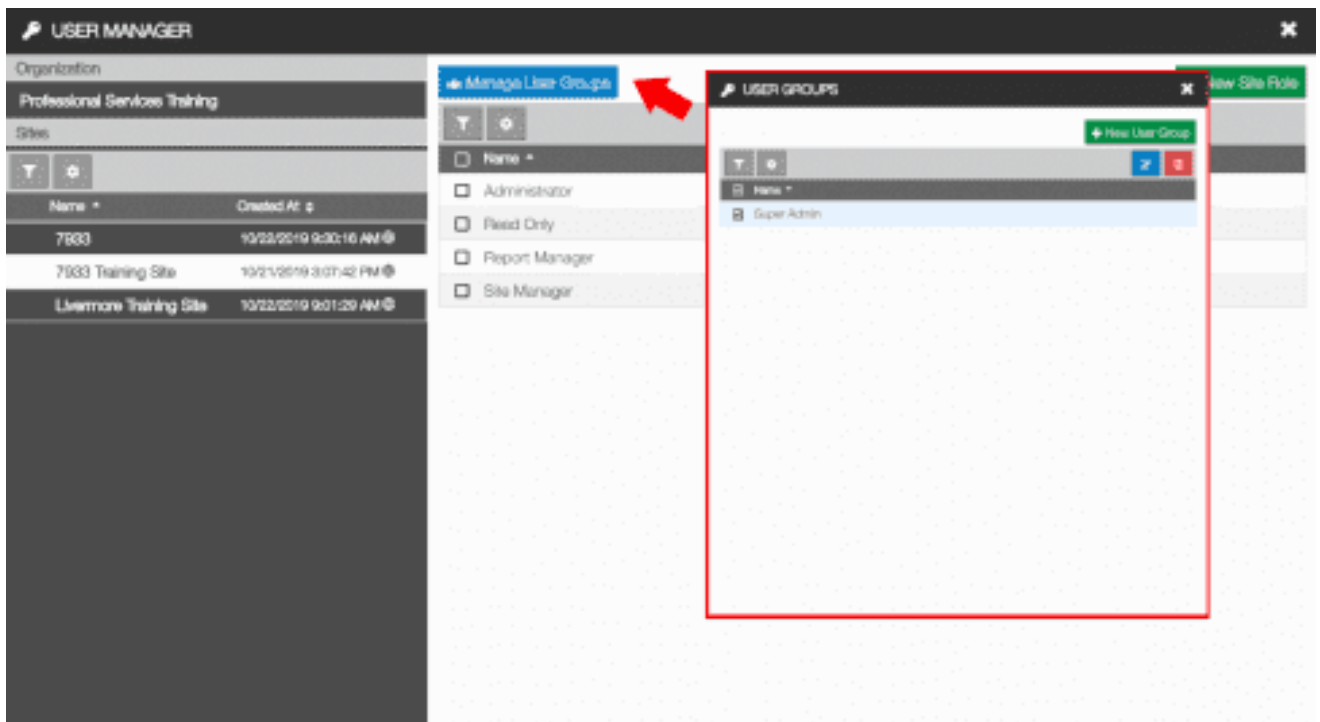 USER MANAGER
Organization
Professional Services Training
Sites
Name Created At
7933 10/22/2019 9:30:16 AM
7933 Training Site 10/21/2019 3:07:42 PM
Livermore Training Site 10/22/2019 9:01:29 AM
Manage User Groups
New Site Role
Name
Administrator
Read Only
Report Manager
Site Manager
USER GROUPS
New User Group
Name
Super Admin